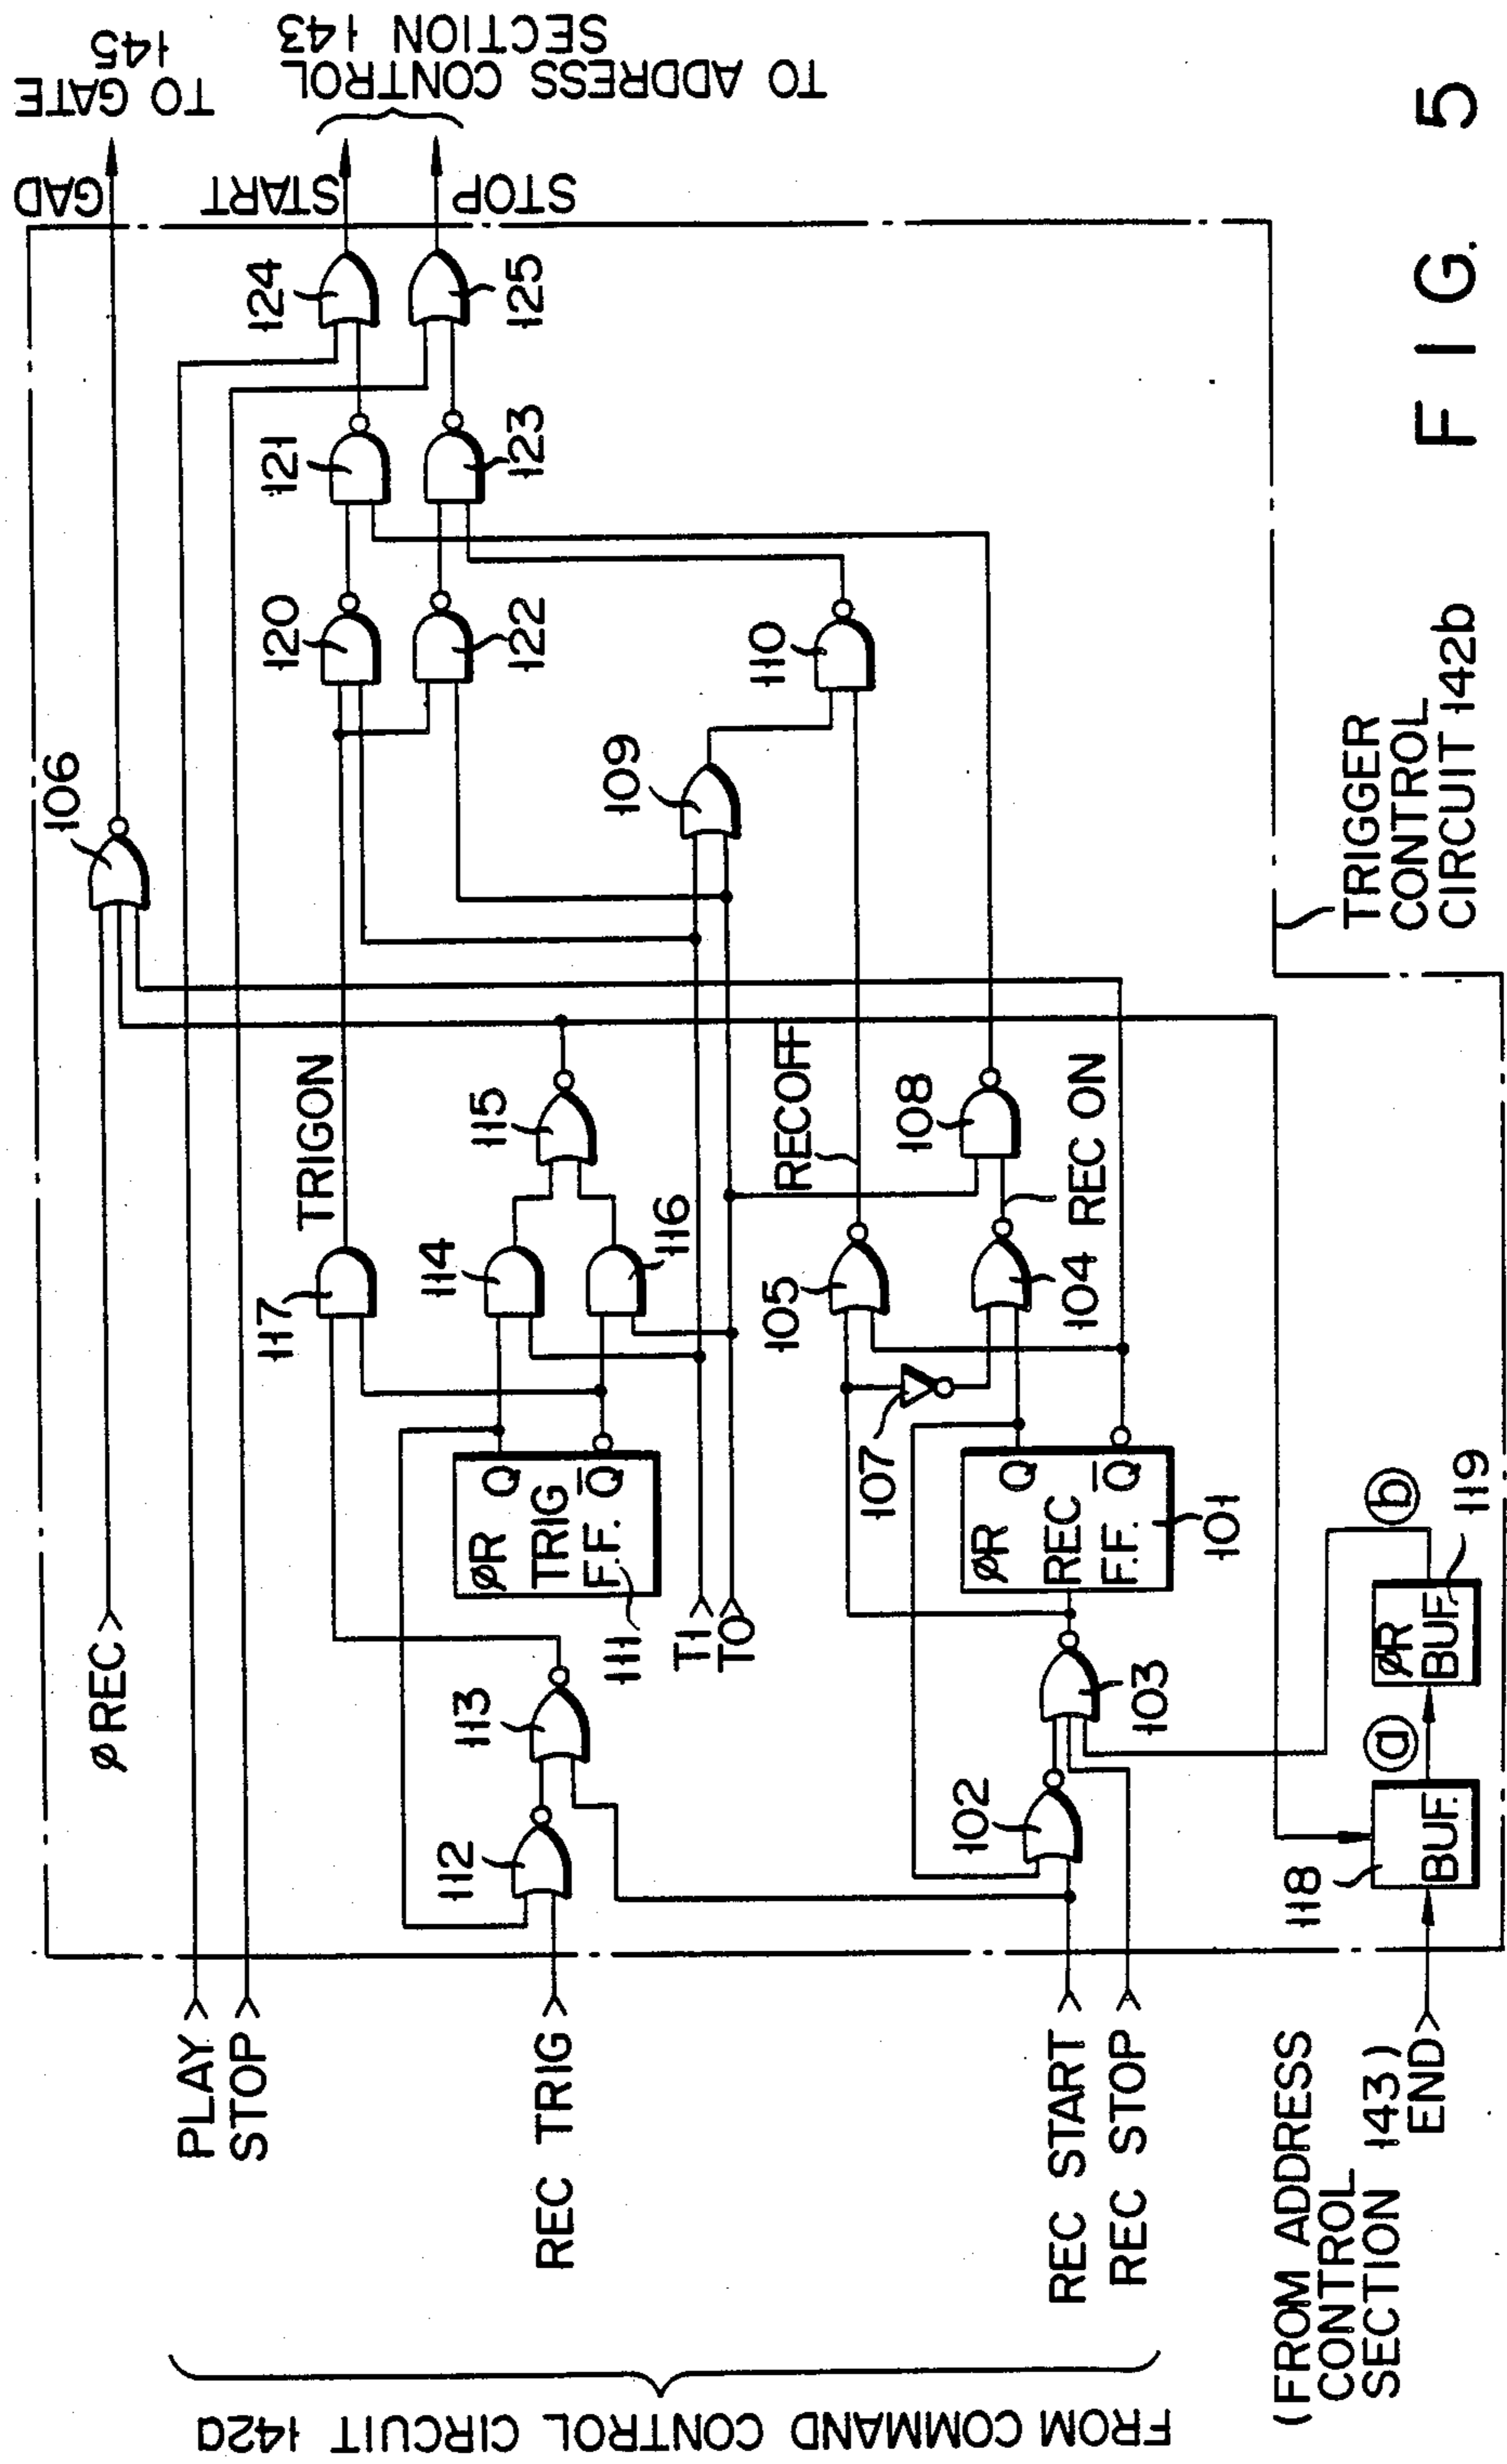 FROM COMMAND CONTROL CIRCUIT 142a
PLAY
STOP
REC TRIG
REC START
REC STOP
(FROM ADDRESS
CONTROL
SECTION 143)
END
ØREC
112
113
117
TRIGON
106
111
ØR
TRIG
F.F.
Q
Q̅
T1
T0
114
115
116
102
103
101
ØR
REC
F.F.
Q
Q̅
107
105
104
RECOFF
108
REC ON
109
110
118
BUF.
ⓐ
ØR
BUF.
119
ⓑ
120
121
122
123
124
125
GAD
TO GATE
145
START
STOP
TO ADDRESS CONTROL
SECTION 143
TRIGGER
CONTROL
CIRCUIT 142b
FIG. 5